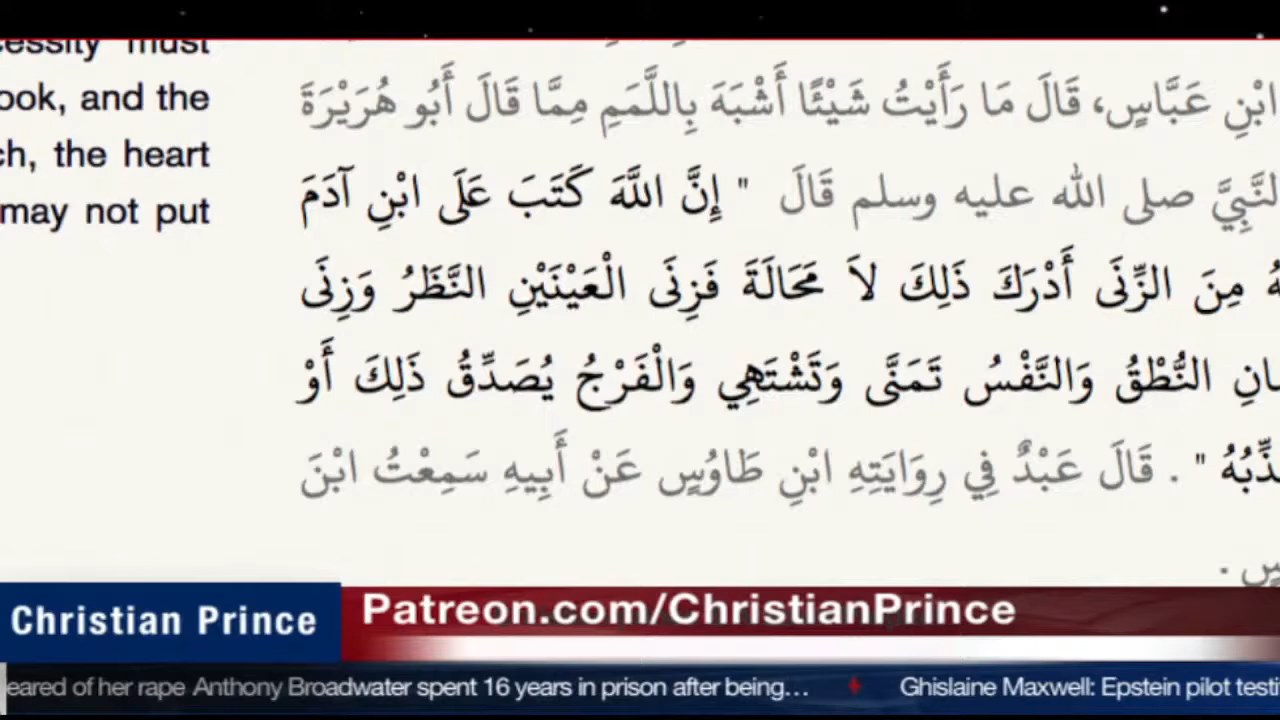 must
ook, and the
ch, the heart
may not put
ابْنِ عَبَّاسٍ، قَالَ مَا رَأَيْتُ شَيْئًا أَشْبَهَ بِاللَّمَمِ مِمَّا قَالَ أَبُو هُرَيْرَةَ
صلى الله عليه وسلم قَالَ " إِنَّ اللَّهَ كَتَبَ عَلَى ابْنِ آدَمَ
مِنَ الزِّنَى أَدْرَكَ ذَلِكَ لاَ مَحَالَةَ فَزِنَى الْعَيْنَيْنِ النَّظَرُ وَزِنَى
النُّطْقُ وَالنَّفْسُ تَمَنَّى وَتَشْتَهِي وَالْفَرْجُ يُصَدِّقُ ذَلِكَ أَوْ
" . قَالَ عَبْدٌ فِي رِوَايَتِهِ ابْنِ طَاوُسٍ عَنْ أَبِيهِ سَمِعْتُ ابْنَ
Christian Prince
Patreon.com/ChristianPrince
eared of her rape Anthony Broadwater spent 16 years in prison after being... Ghislaine Maxwell: Epstein pilot testi